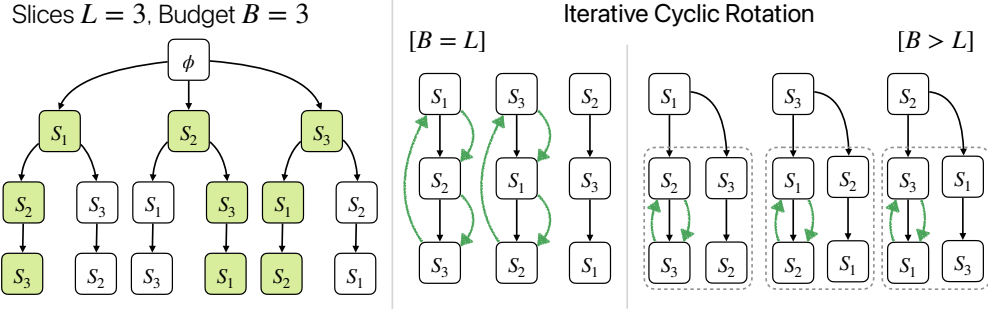 Slices L = 3, Budget B = 3
ϕ
S₁ S₂ S₃
S₂ S₃ S₁ S₃ S₁ S₂
S₃ S₂ S₃ S₁ S₂ S₁
Iterative Cyclic Rotation
[B = L]
S₁ S₃ S₂
S₂ S₁ S₃
S₃ S₂ S₁
[B > L]
S₁ S₃ S₂
S₂ S₃ S₁ S₂ S₃ S₁
S₃ S₂ S₂ S₁ S₁ S₃